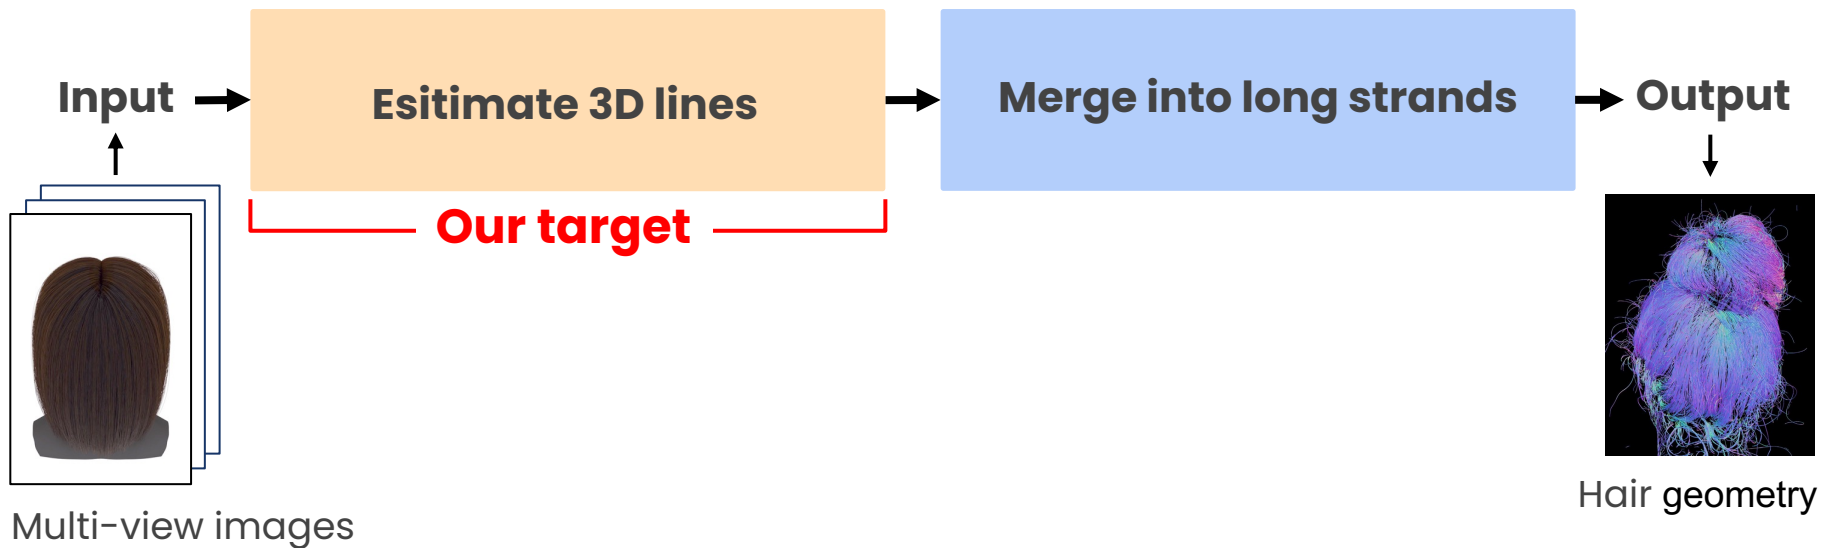 Input
Esitimate 3D lines
Merge into long strands
Output
Our target
Multi-view images
Hair geometry